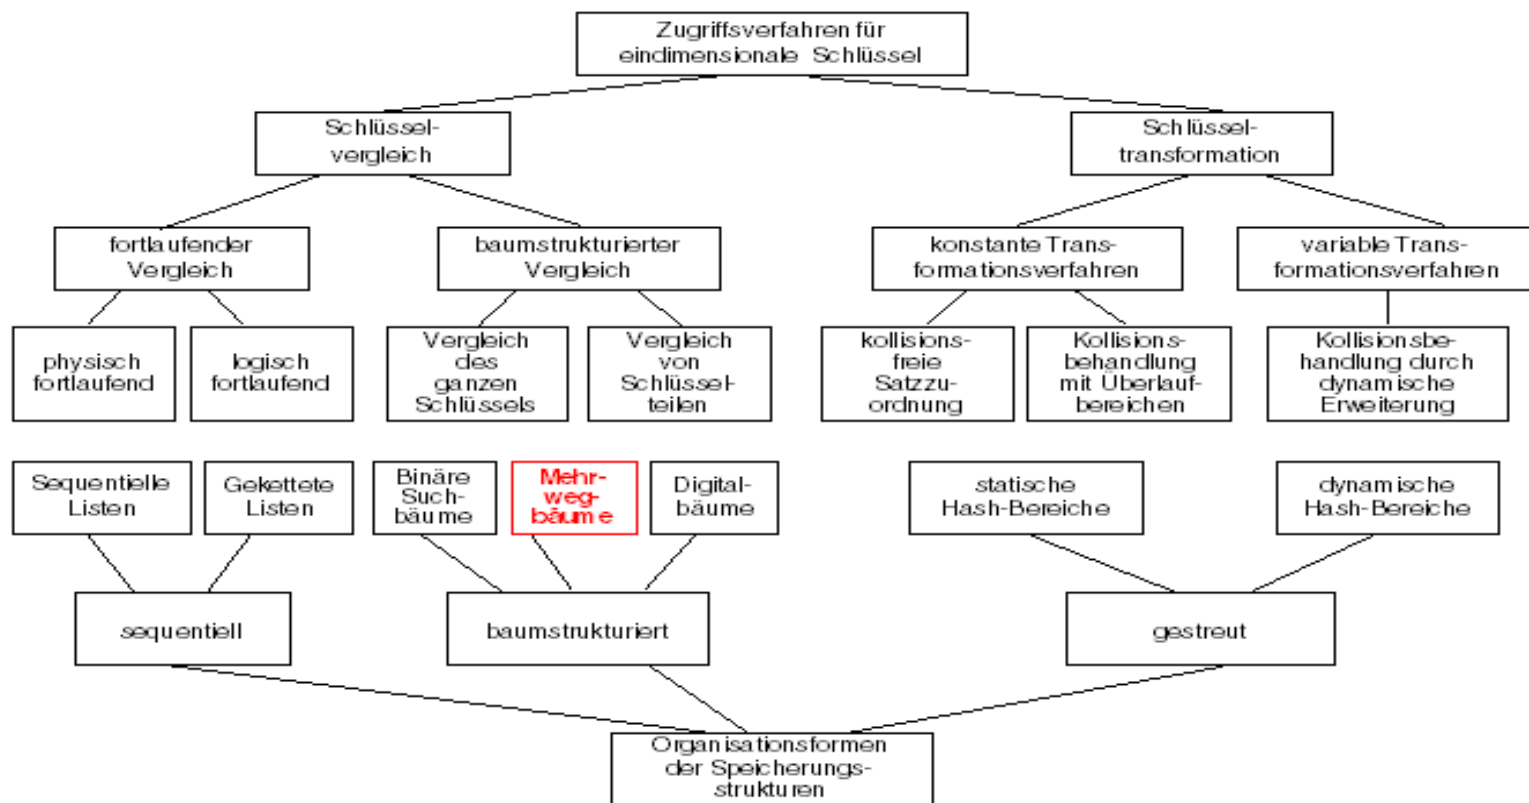 Zugriffsverfahren für
eindimensionale Schlüssel
Schlüssel-
vergleich
Schlüssel-
transformation
fortlaufender
Vergleich
baumstrukturierter
Vergleich
konstante Trans-
formationsverfahren
variable Trans-
formationsverfahren
physisch
fortlaufend
logisch
fortlaufend
Vergleich
des
ganzen
Schlüssels
Vergleich
von
Schlüssel-
teilen
kollisions-
freie
Satzzu-
ordnung
Kollisions-
behandlung
mit Überlauf-
bereichen
Kollisionsbe-
handlung durch
dynamische
Erweiterung
Sequentielle
Listen
Gekettete
Listen
Binäre
Such-
bäume
Mehr-
weg-
bäume
Digital-
bäume
statische
Hash-Bereiche
dynamische
Hash-Bereiche
sequentiell
baumstrukturiert
gestreut
Organisationsformen
der Speicherungs-
strukturen